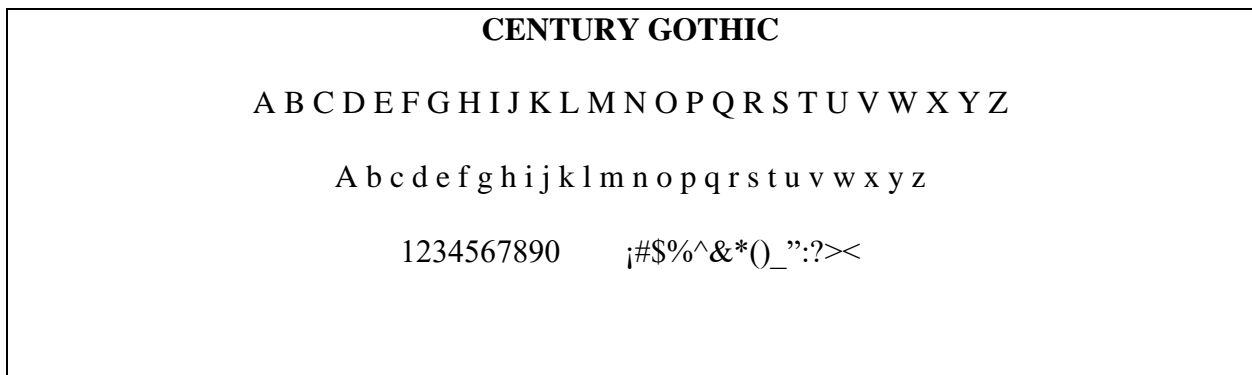 CENTURY GOTHIC
A B C D E F G H I J K L M N O P Q R S T U V W X Y Z
A b c d e f g h i j k l m n o p q r s t u v w x y z
1234567890 ¡#$%^&*()_”:?><